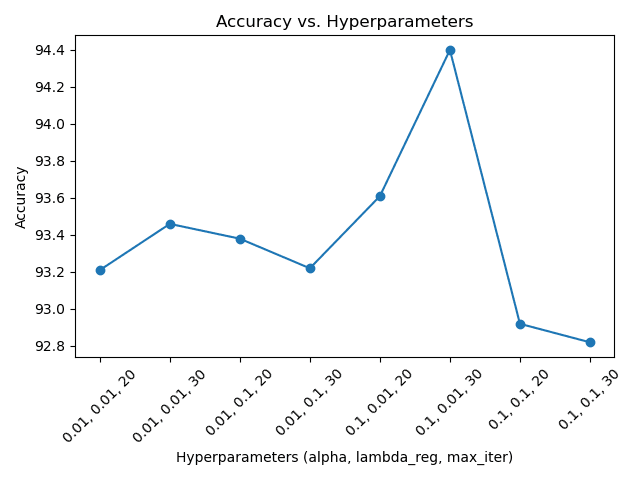 Accuracy vs. Hyperparameters
94.4
94.2
94.0
93.8
93.6
93.4
93.2
93.0
92.8
Accuracy
0.01, 0.01, 20
0.01, 0.01, 30
0.01, 0.1, 20
0.01, 0.1, 30
0.1, 0.01, 20
0.1, 0.01, 30
0.1, 0.1, 20
0.1, 0.1, 30
Hyperparameters (alpha, lambda_reg, max_iter)